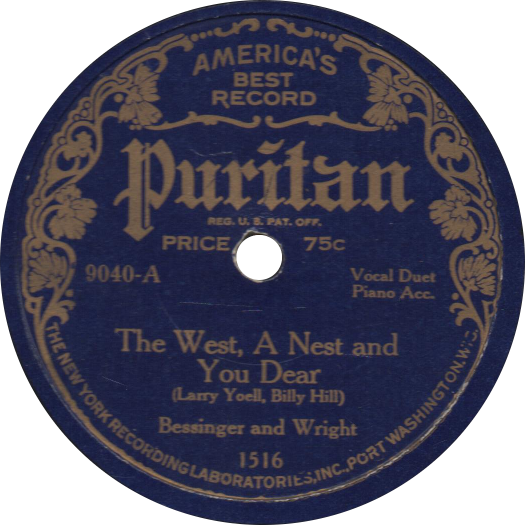 AMERICA'S
BEST
RECORD
Puritan
REG. U. S. PAT. OFF.
PRICE 75c
9040-A
Vocal Duet
Piano Acc.
The West, A Nest and
You Dear
(Larry Yoell, Billy Hill)
Bessinger and Wright
1516
THE NEW YORK RECORDING LABORATORIES, INC., PORT WASHINGTON, WIS.